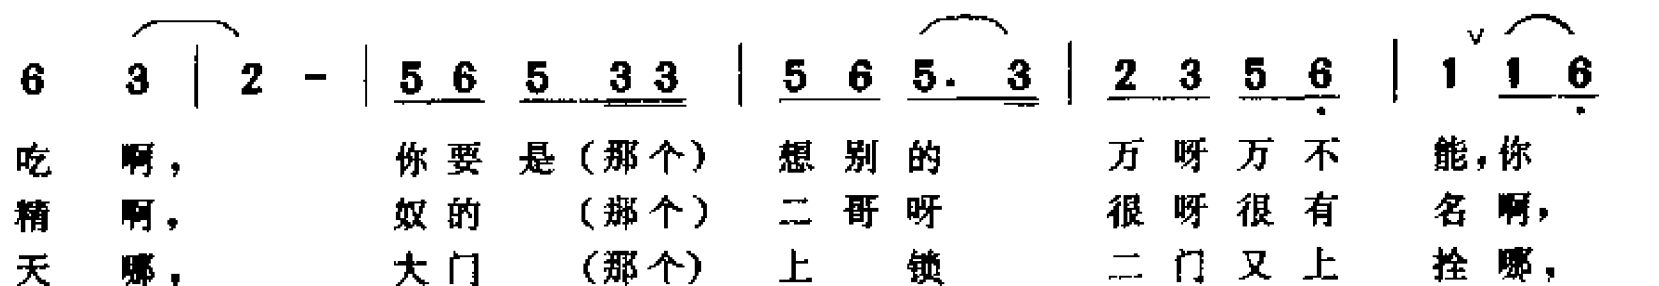 6 3 | 2 - | 5 6 5 3 3 | 5 6 5. 3 | 2 3 5 6 | 1 ∨ 1 6
吃 啊， 你 要 是（那 个）想 别 的 万 呀 万 不 能，你
精 啊， 奴 的 （那 个）二 哥 呀 很 呀 很 有 名 啊，
天 哪， 大 门 （那 个）上 锁 二 门 又 上 拴 哪，